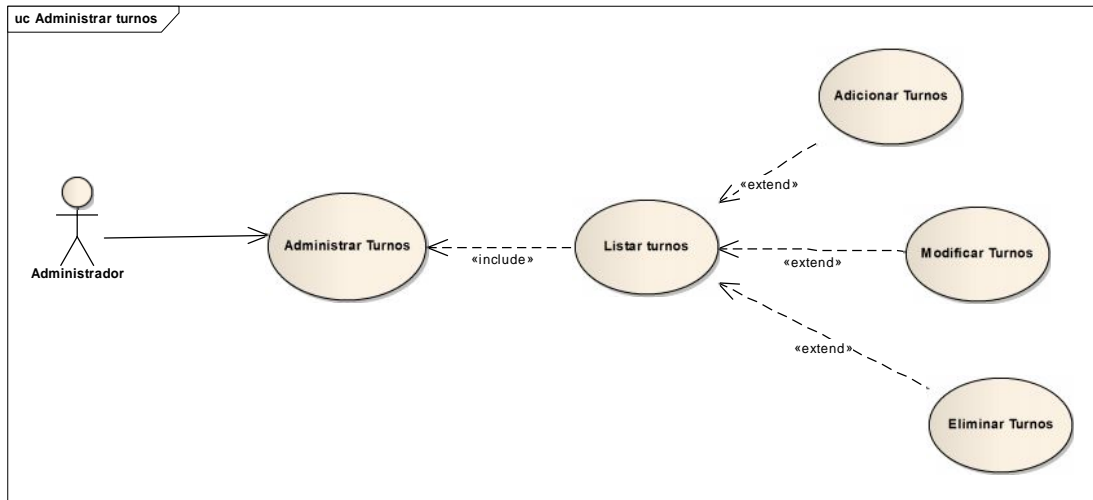 uc Administrar turnos
Adicionar Turnos
«extend»
Administrador
Administrar Turnos
«include»
Listar turnos
«extend»
Modificar Turnos
«extend»
Eliminar Turnos